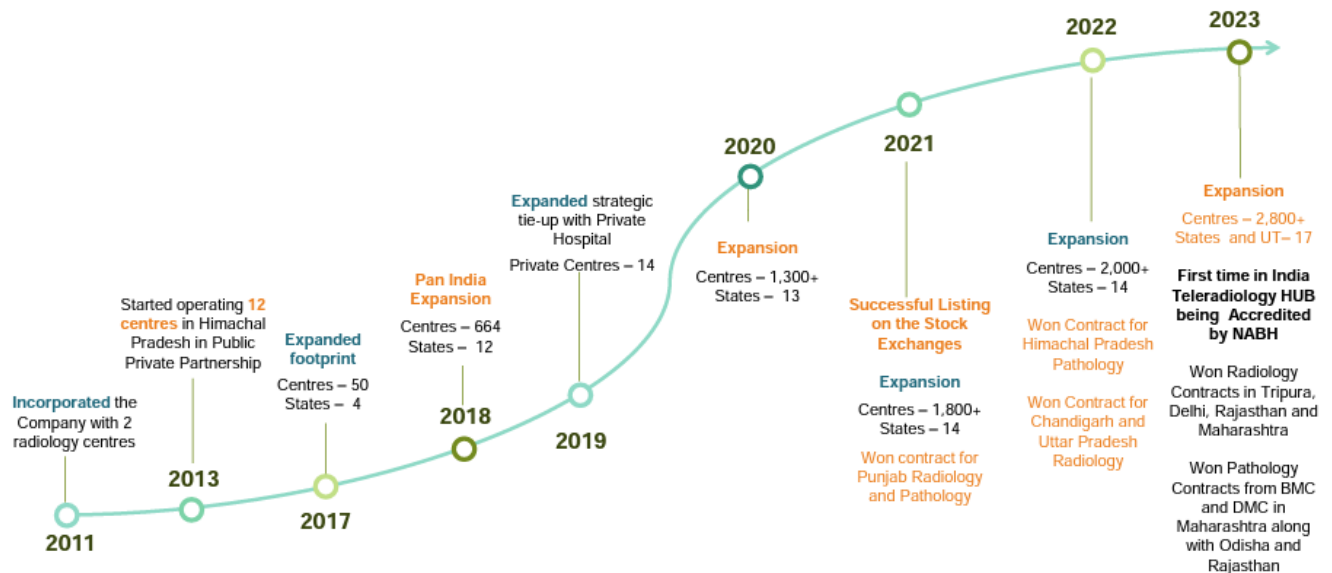 2011
Incorporated the
Company with 2
radiology centres
2013
Started operating 12
centres in Himachal
Pradesh in Public
Private Partnership
2017
Expanded
footprint
Centres – 50
States – 4
2018
Pan India
Expansion
Centres – 664
States – 12
2019
Expanded strategic
tie-up with Private
Hospital
Private Centres – 14
2020
Expansion
Centres – 1,300+
States – 13
2021
Successful Listing
on the Stock
Exchanges
Expansion
Centres – 1,800+
States – 14
Won contract for
Punjab Radiology
and Pathology
2022
Expansion
Centres – 2,000+
States – 14
Won Contract for
Himachal Pradesh
Pathology
Won Contract for
Chandigarh and
Uttar Pradesh
Radiology
2023
Expansion
Centres – 2,800+
States and UT– 17
First time in India
Teleradiology HUB
being Accredited
by NABH
Won Radiology
Contracts in Tripura,
Delhi, Rajasthan and
Maharashtra
Won Pathology
Contracts from BMC
and DMC in
Maharashtra along
with Odisha and
Rajasthan